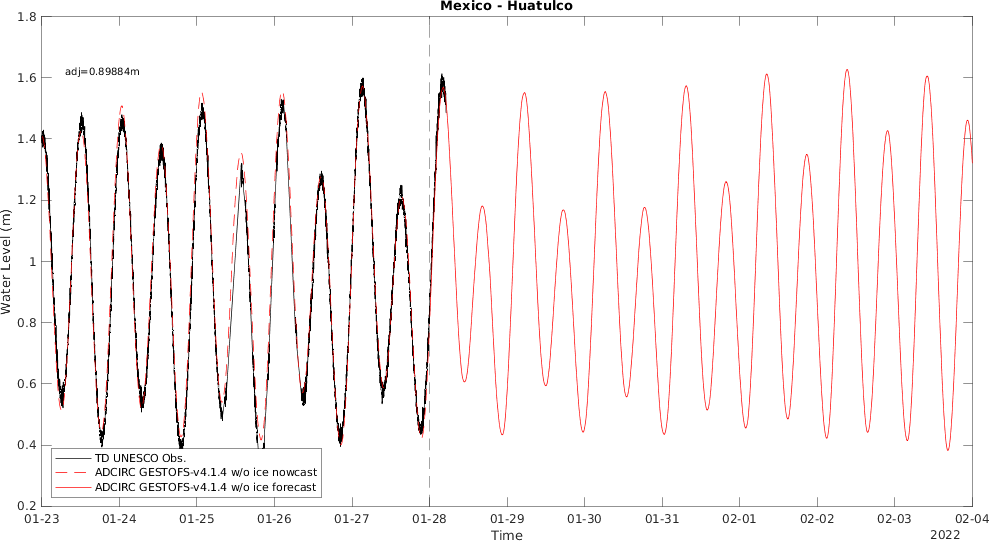 Mexico - Huatulco
1.8
1.6
1.4
1.2
1
0.8
0.6
0.4
0.2
Water Level (m)
adj=0.89884m
TD UNESCO Obs.
ADCIRC GESTOFS-v4.1.4 w/o ice nowcast
ADCIRC GESTOFS-v4.1.4 w/o ice forecast
01-23 01-24 01-25 01-26 01-27 01-28 01-29 01-30 01-31 02-01 02-02 02-03 02-04
Time
2022